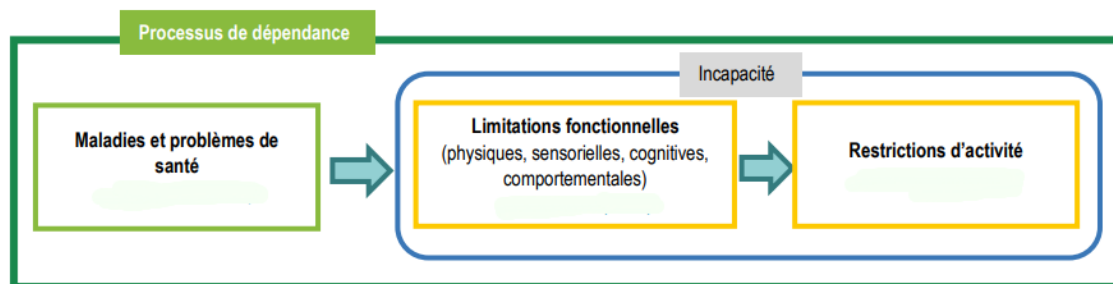 Processus de dépendance
Incapacité
Maladies et problèmes de
santé
Limitations fonctionnelles
(physiques, sensorielles, cognitives,
comportementales)
Restrictions d'activité